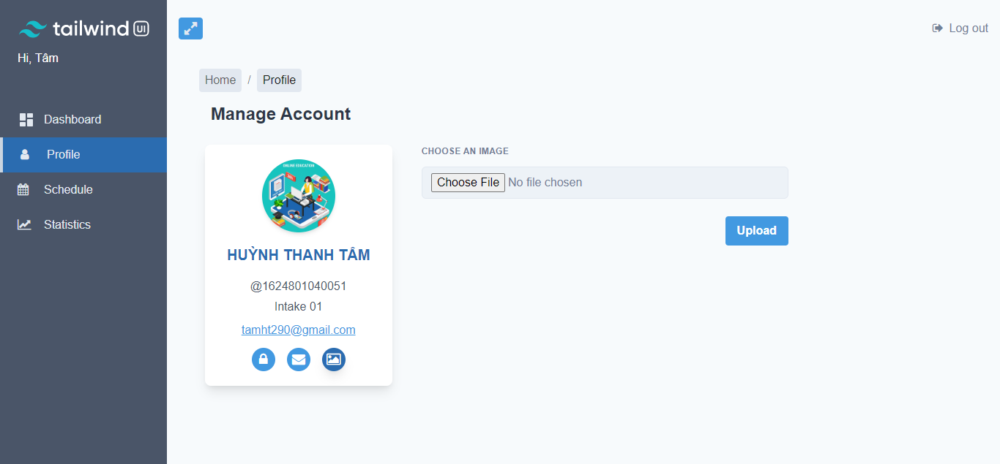 tailwind UI
Hi, Tâm
Dashboard
Profile
Schedule
Statistics
Log out
Home / Profile
Manage Account
ONLINE EDUCATION
HUỲNH THANH TÂM
@1624801040051
Intake 01
tamht290@gmail.com
CHOOSE AN IMAGE
Choose File No file chosen
Upload